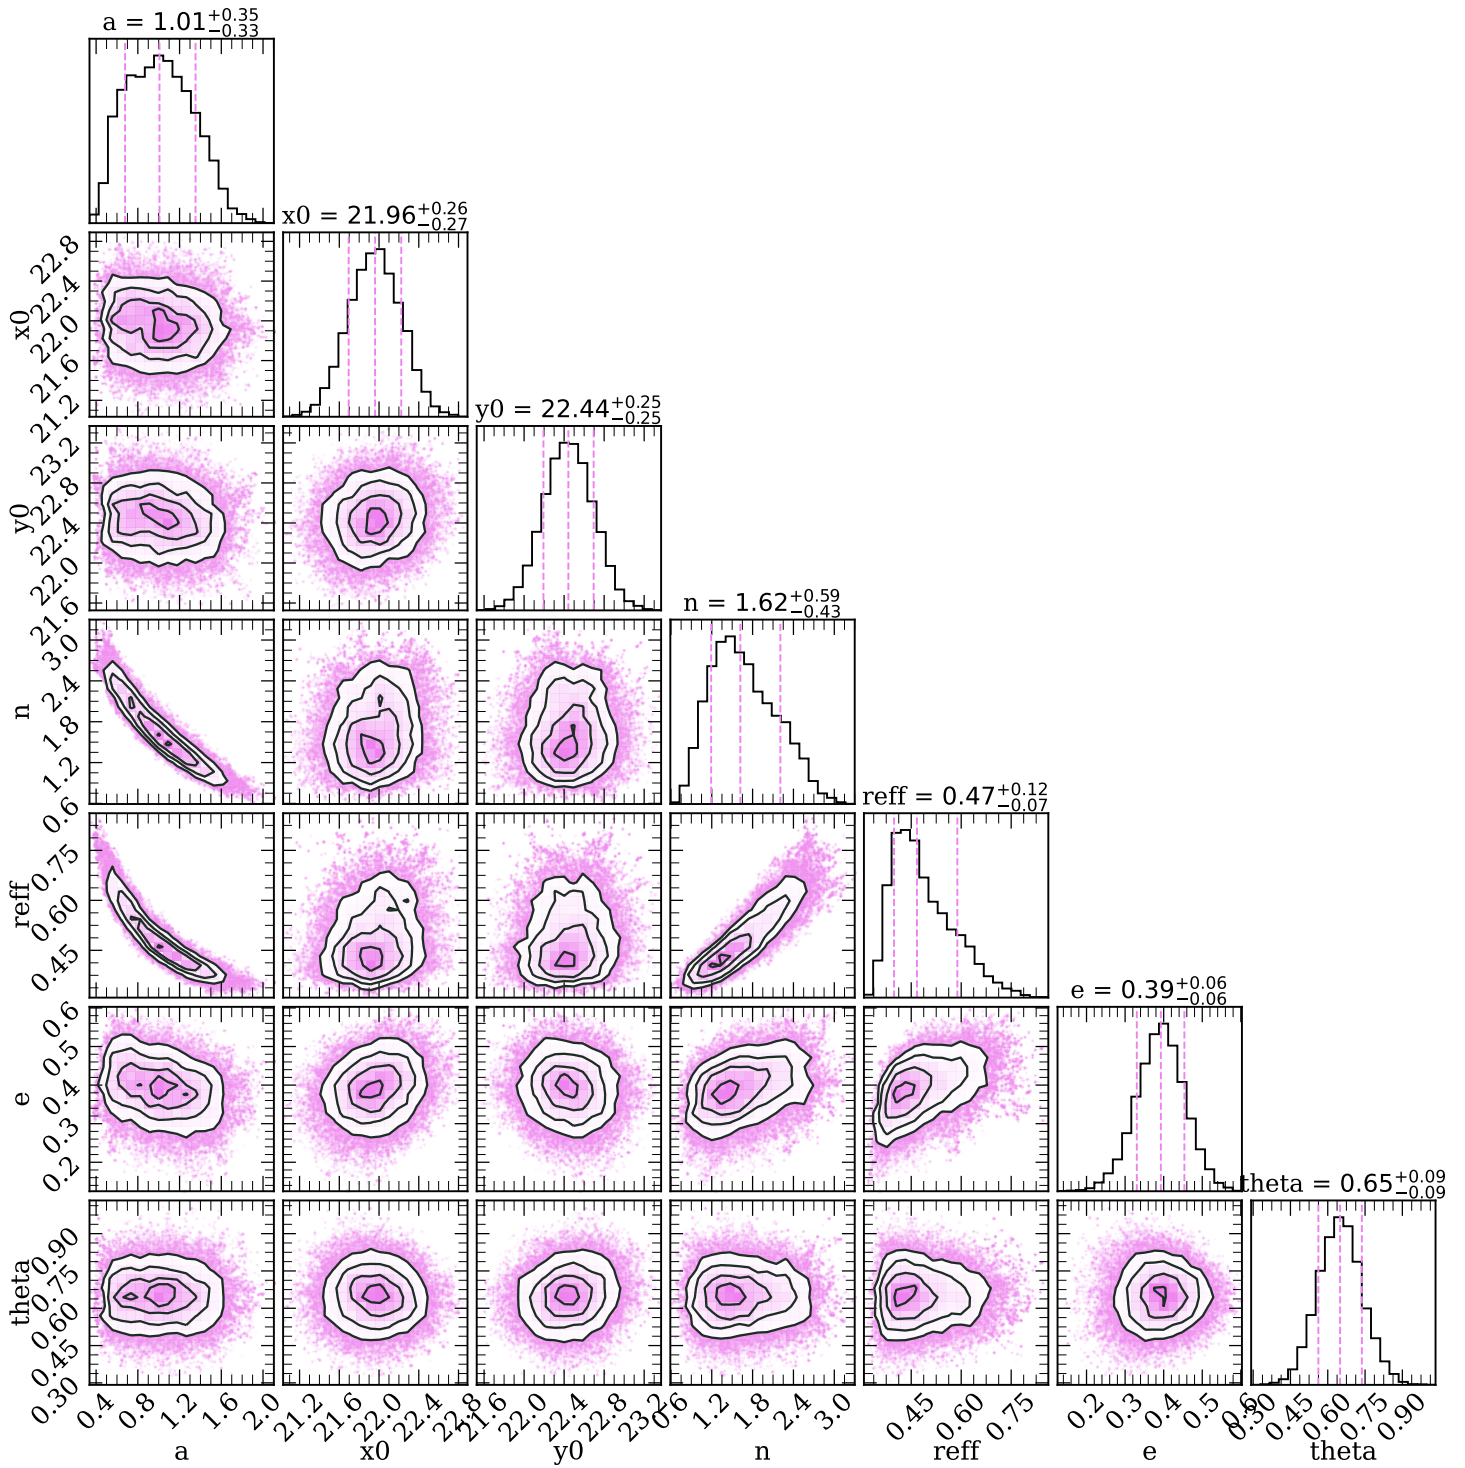 a = 1.01+0.35−0.33
x0 = 21.96+0.26−0.27
22.8
22.4
22.0
21.6
21.2
x0
y0 = 22.44+0.25−0.25
23.2
22.8
22.4
22.0
21.6
y0
n = 1.62+0.59−0.43
3.0
2.4
1.8
1.2
0.6
n
reff = 0.47+0.12−0.07
0.75
0.60
0.45
reff
e = 0.39+0.06−0.06
0.6
0.5
0.4
0.3
0.2
e
theta = 0.65+0.09−0.09
0.90
0.75
0.60
0.45
0.30
theta
0.4 0.8 1.2 1.6 2.0
21.2 21.6 22.0 22.4 22.8
21.6 22.0 22.4 22.8 23.2
0.6 1.2 1.8 2.4 3.0
0.45 0.60 0.75
0.2 0.3 0.4 0.5 0.6
0.30 0.45 0.60 0.75 0.90
a x0 y0 n reff e theta